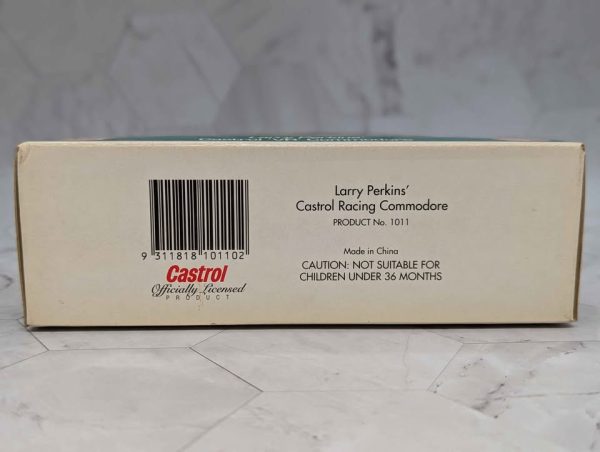 Larry Perkins'
Castrol Racing Commodore
PRODUCT No. 1011
9 311818 101102
Made in China
CAUTION: NOT SUITABLE FOR
CHILDREN UNDER 36 MONTHS
Castrol
Officially Licensed
PRODUCT